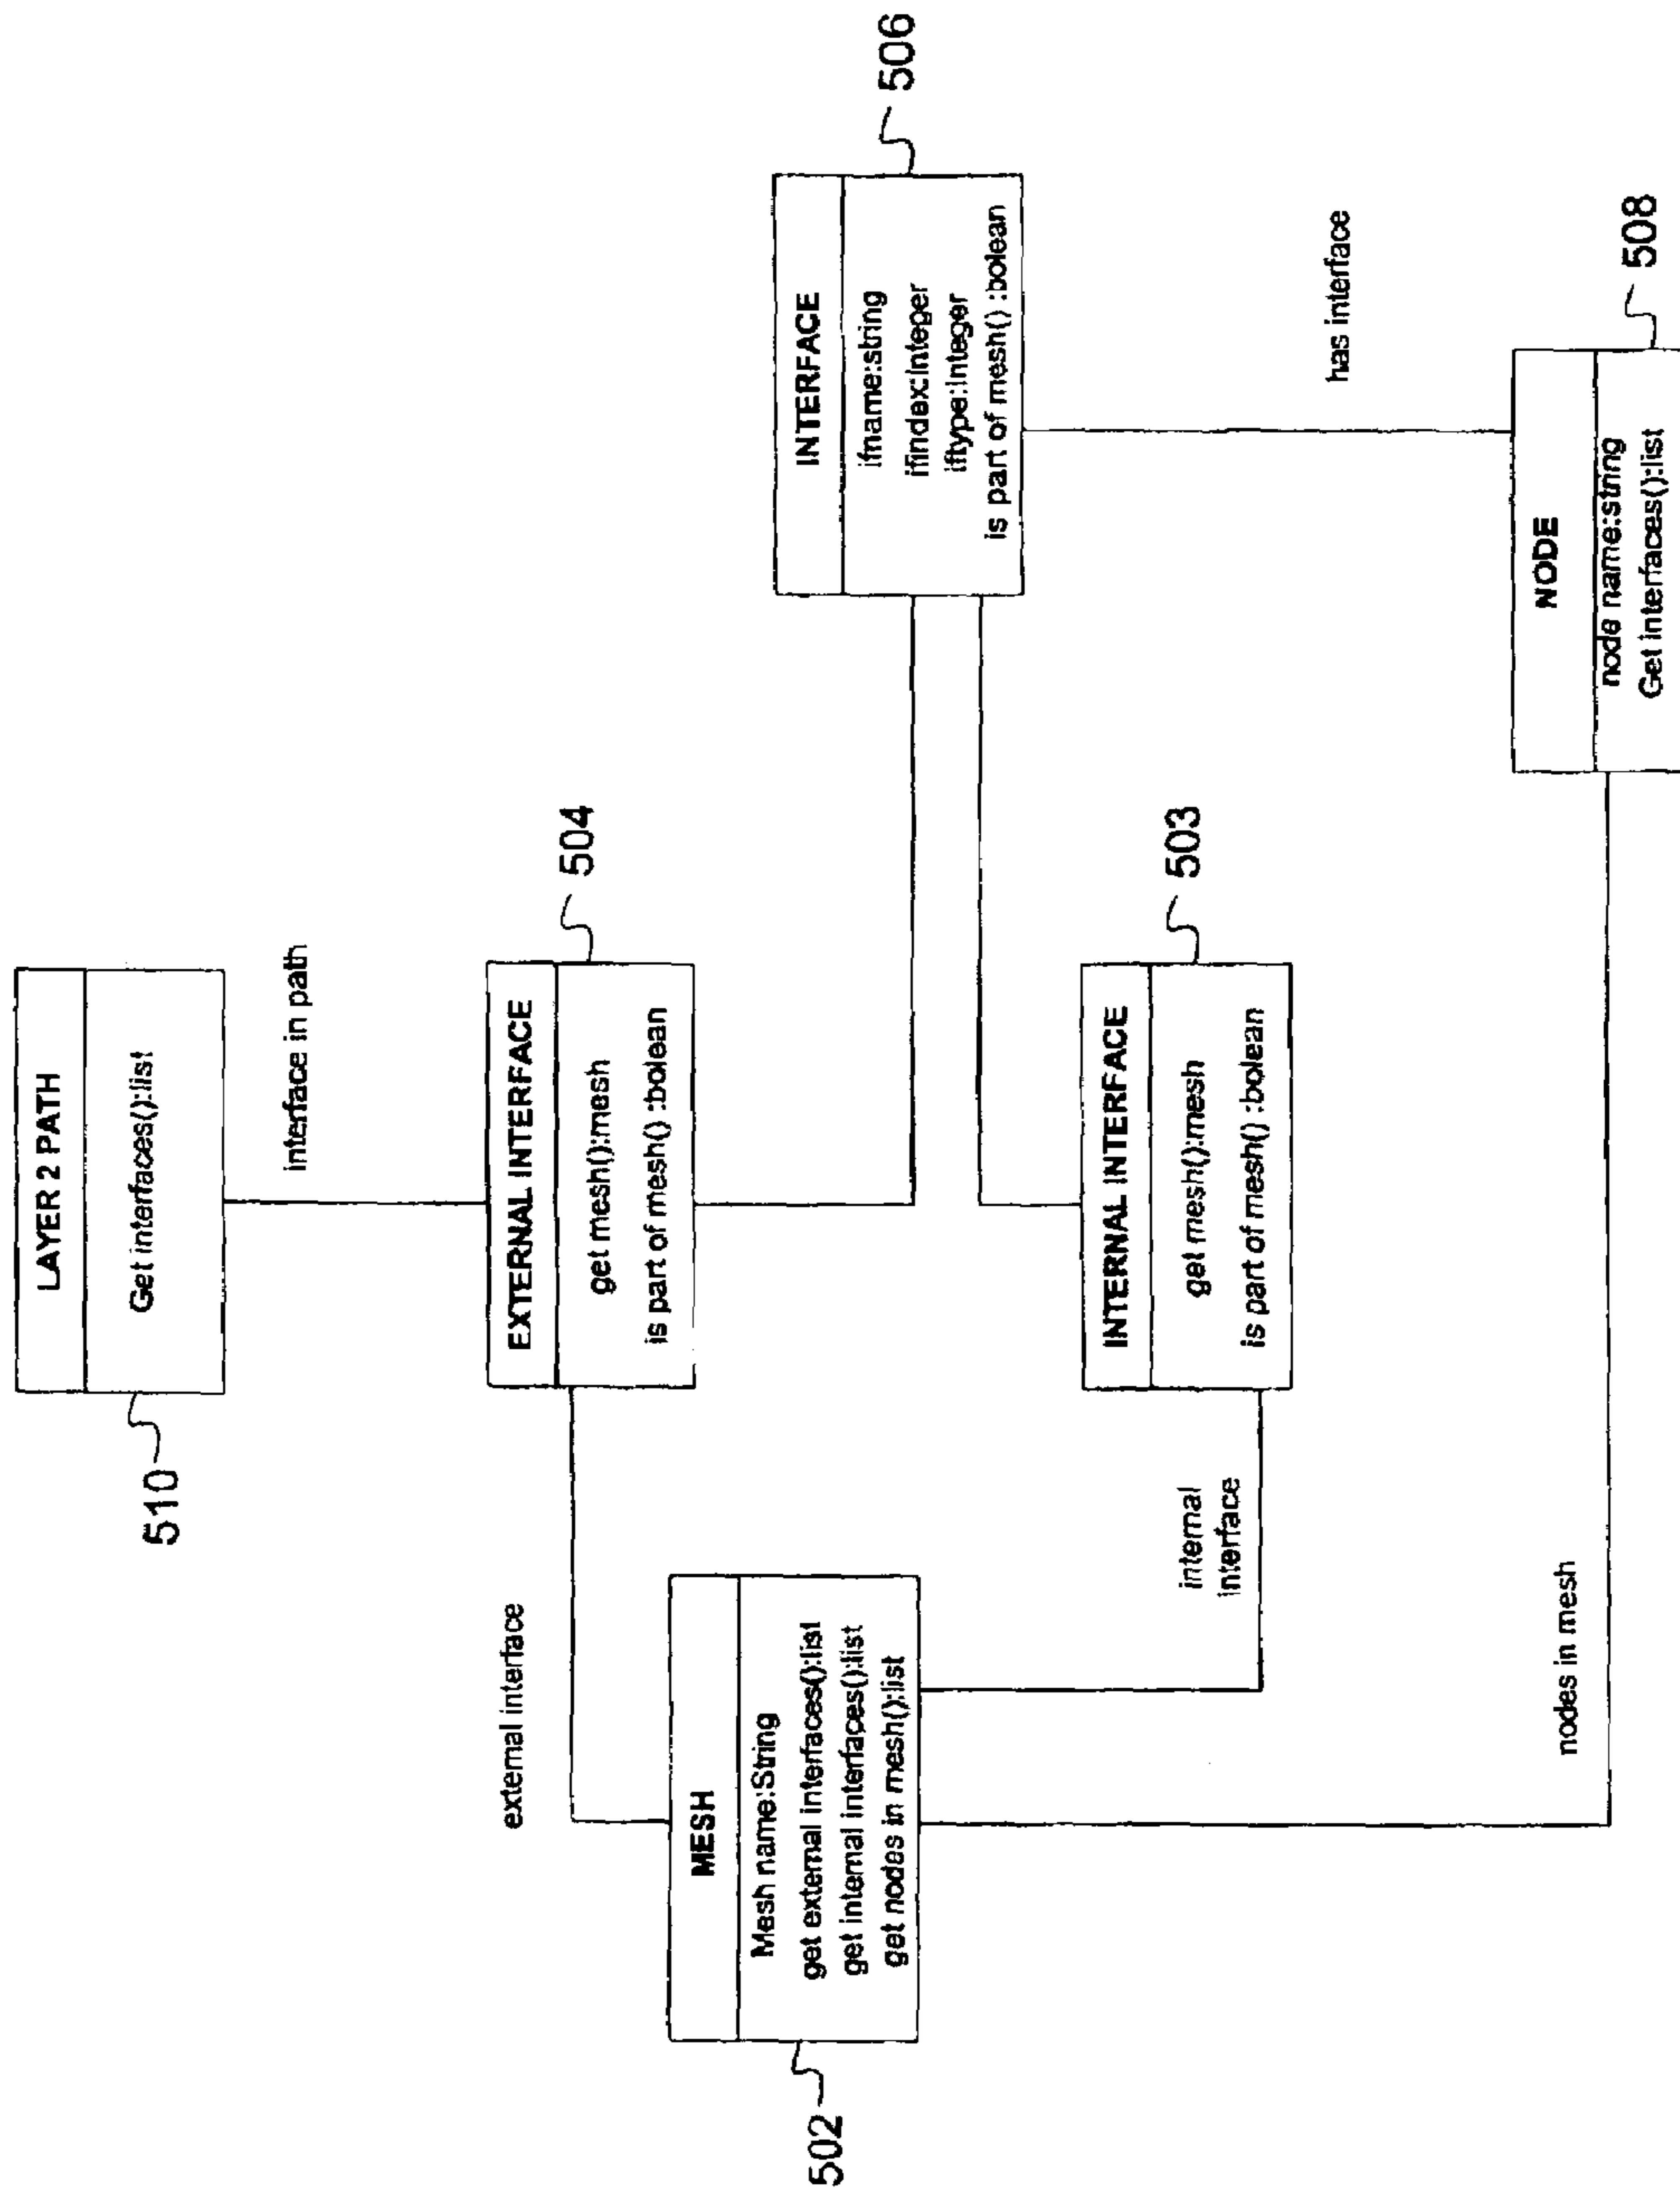 LAYER 2 PATH
Get interfaces():list
510
interface in path
EXTERNAL INTERFACE
get mesh():mesh
is part of mesh() :bolean
504
external interface
MESH
Mesh name:String
get external interfaces():list
get internal interfaces():list
get nodes in mesh():list
502
INTERFACE
ifname:string
ifindex:Integer
iftype:Integer
is part of mesh() :bolean
506
INTERNAL INTERFACE
get mesh():mesh
is part of mesh() :bolean
503
internal
interface
has interface
nodes in mesh
NODE
node name:string
Get interfaces():list
508